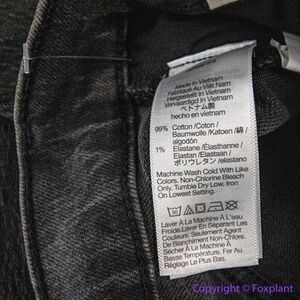 Made in Vietnam
Fabriqué Au Viêt Nam
Hergestellt In Vietnam
Vervaardigd In Vietnam
ベトナム製
hecho en vietnam
99% Cotton/Coton/
Baumwolle/Katoen/綿/
algodón
1% Elastane/Élasthanne/
Elastan/Elastaan/
ポリウレタン/elastano
Machine Wash Cold With Like
Colors. Non-Chlorine Bleach
Only. Tumble Dry Low. Iron
On Lowest Setting.
Laver À La Machine À L'eau
Froide Laver En Séparant Les
Couleurs. Seulement Agent De
Blanchiment Non-Chlore.
Basse Température. Fer Au
Réglage Le Plus Bas.
Copyright @ Foxplant